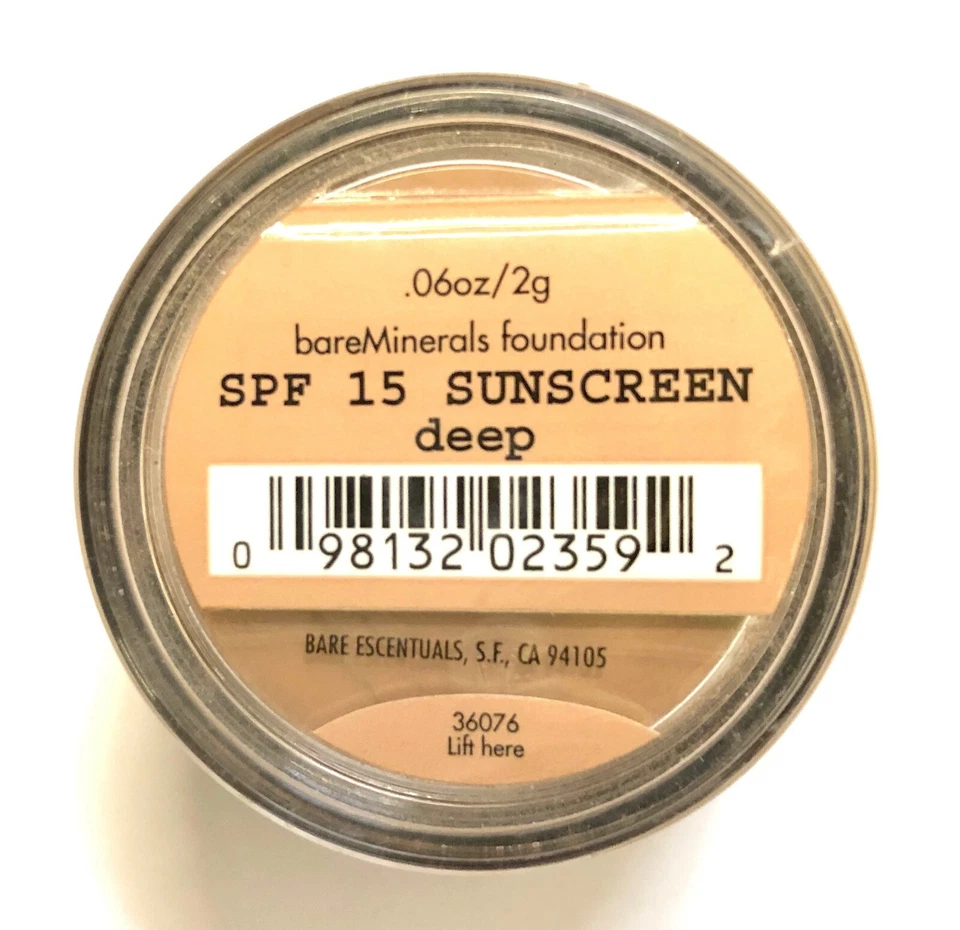 .06oz/2g
bareMinerals foundation
SPF 15 SUNSCREEN
deep
0 98132 02359 2
BARE ESCENTUALS, S.F., CA 94105
36076
Lift here